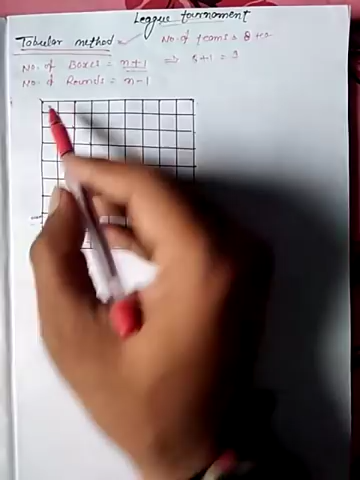 League tournament
Tabular method
No. of teams = 8
No. of Boxes = n+1 ⇒ 8+1 = 9
No. of Rounds = n-1